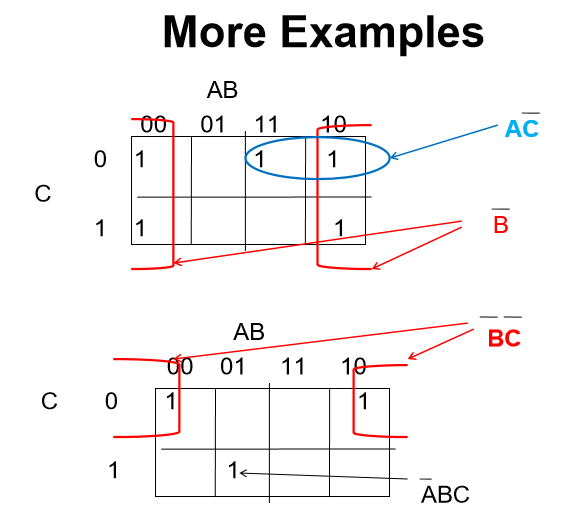 More Examples
AB
00 01 11 10
AC̅
0 1 1 1
C
B̅
1 1 1
AB
B̅C̅
00 01 11 10
C 0 1 1
1 1
A̅BC